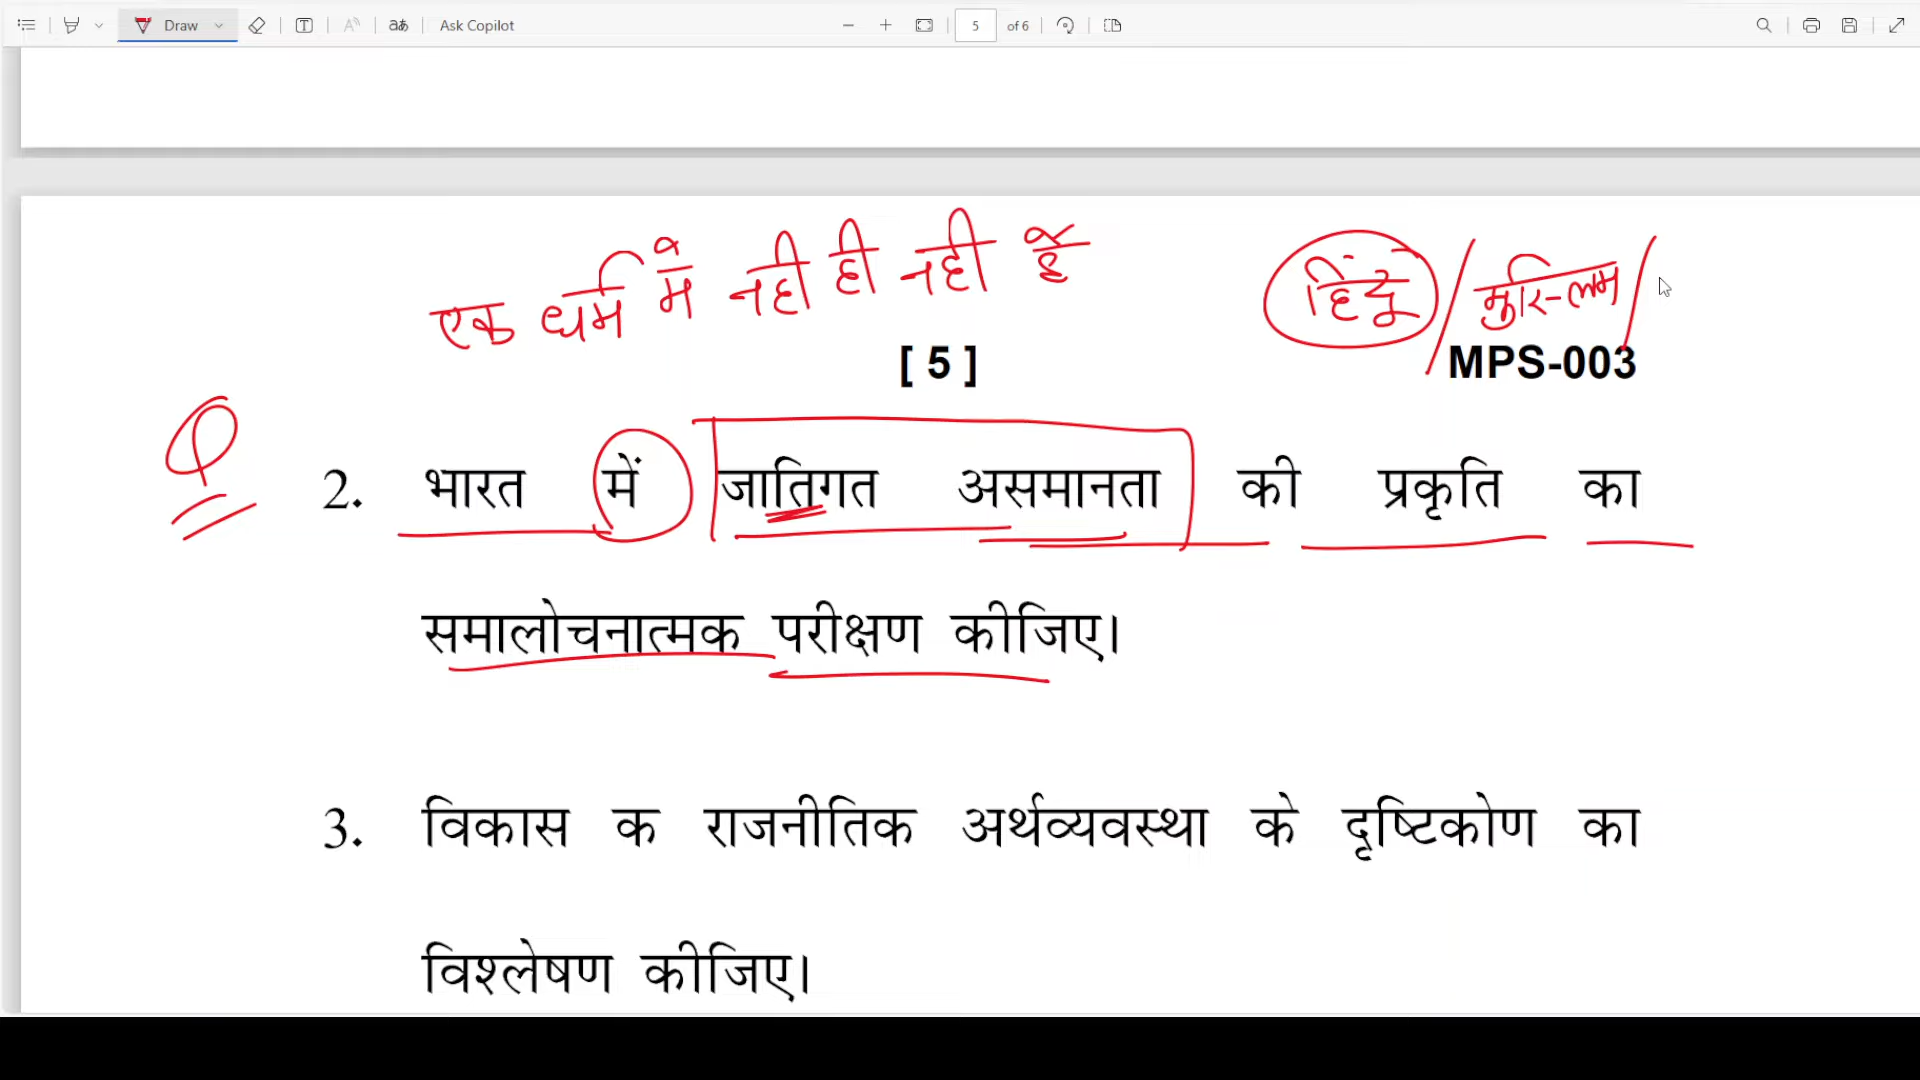 Draw
Ask Copilot
5 of 6
एक धर्म में नही ही नही है
हिंदू / मुस्लिम /
[ 5 ] MPS-003
Q
2. भारत में जातिगत असमानता की प्रकृति का
समालोचनात्मक परीक्षण कीजिए।
3. विकास क राजनीतिक अर्थव्यवस्था के दृष्टिकोण का
विश्लेषण कीजिए।